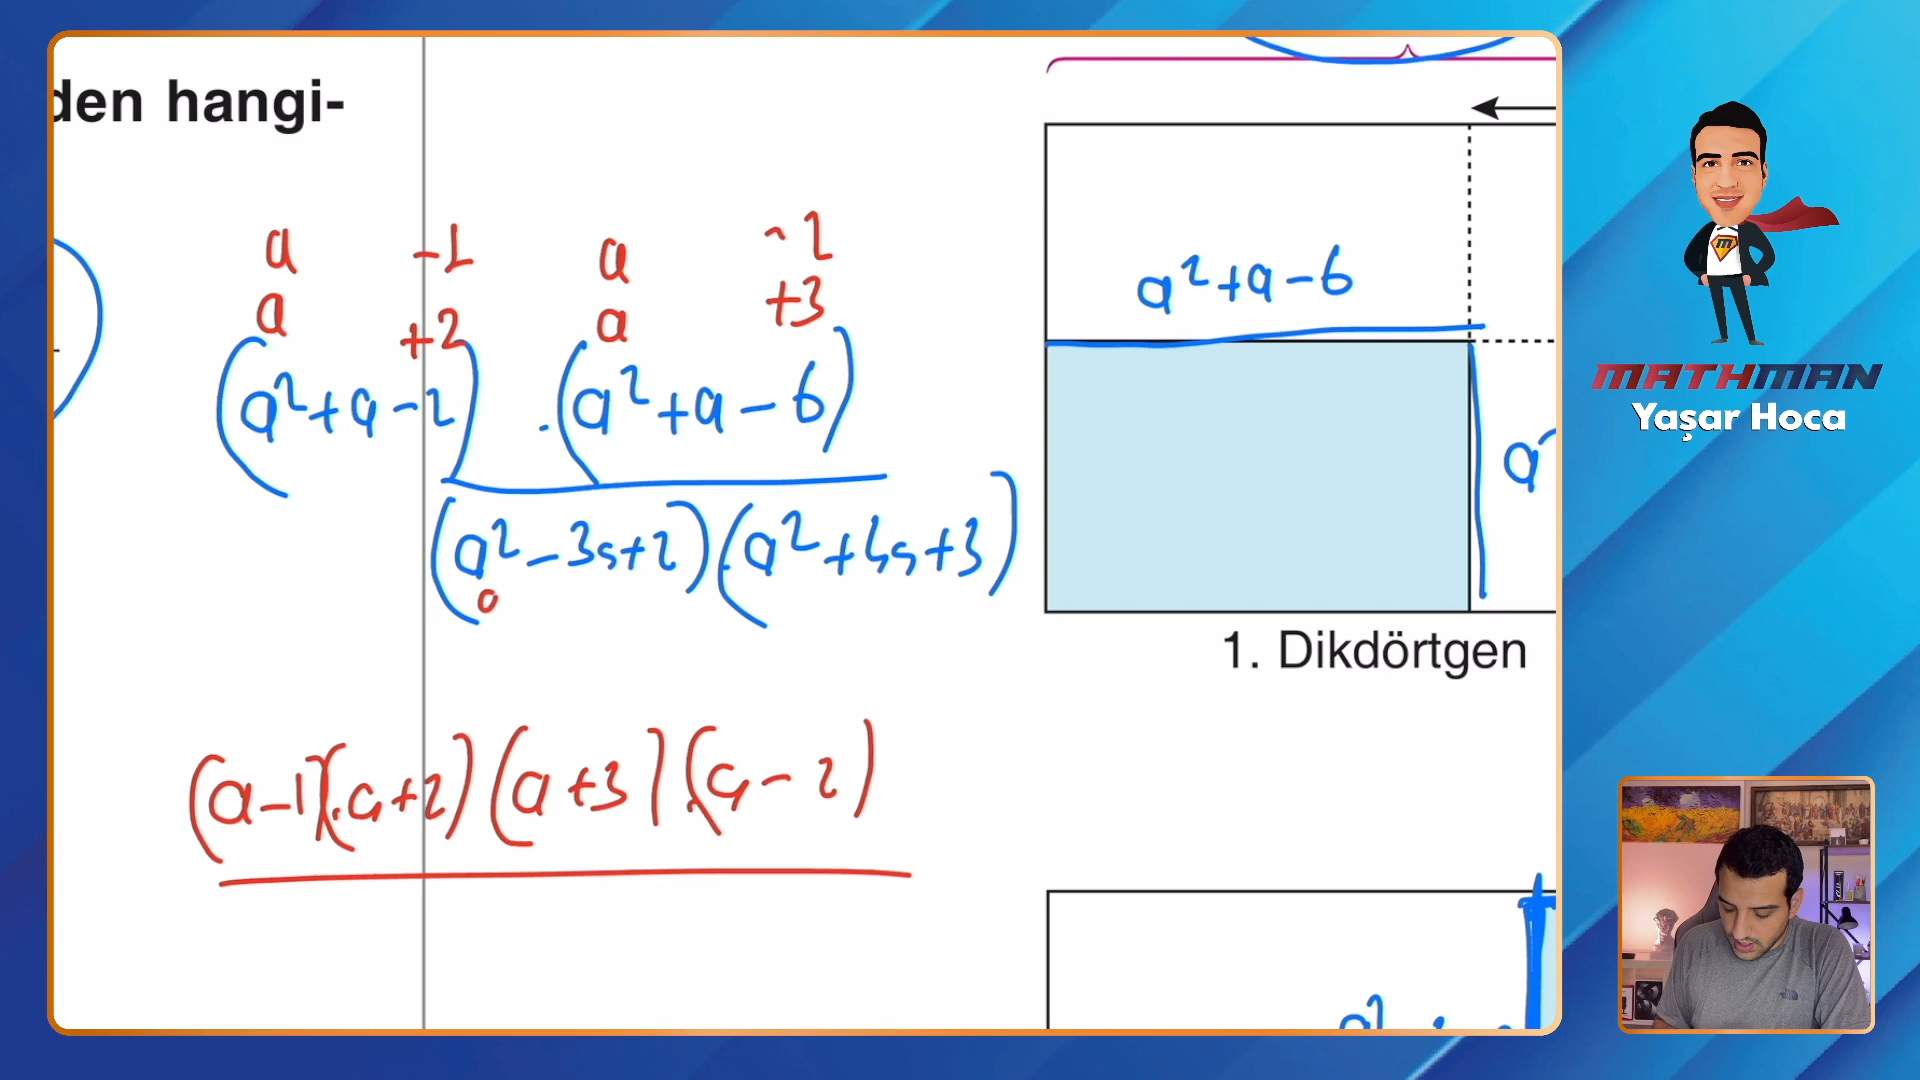 den hangi-
a -1 a -2
a +2 a +3
(a²+a-2) . (a²+a-6)
(a²-3a+2).(a²+4a+3)
a
(a-1)(a+2)(a+3).(a-2)
a²+a-6
a
1. Dikdörtgen
a²
MATHMAN
Yaşar Hoca